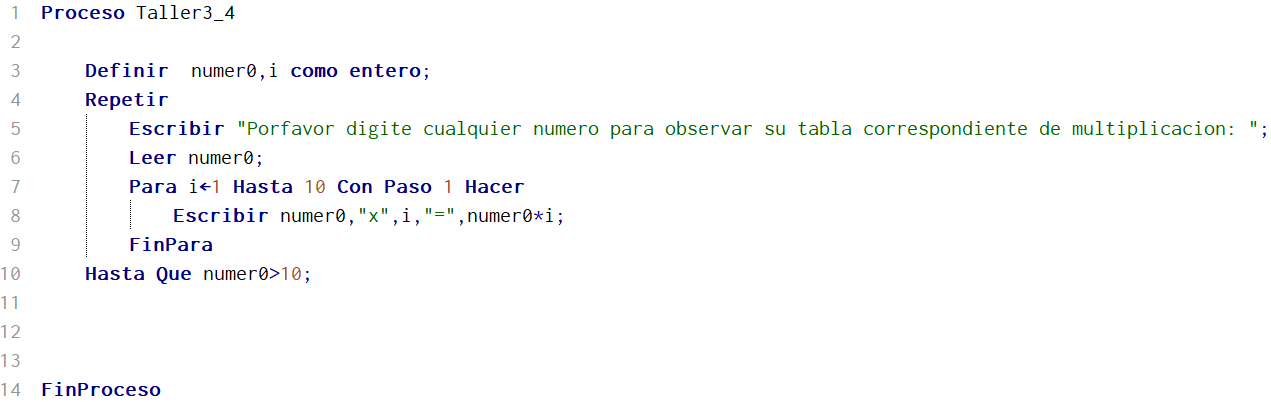 1 Proceso Taller3_4
2
3 Definir numer0,i como entero;
4 Repetir
5 Escribir "Porfavor digite cualquier numero para observar su tabla correspondiente de multiplicacion: ";
6 Leer numer0;
7 Para i←1 Hasta 10 Con Paso 1 Hacer
8 Escribir numer0,"x",i,"=",numer0*i;
9 FinPara
10 Hasta Que numer0>10;
11
12
13
14 FinProceso